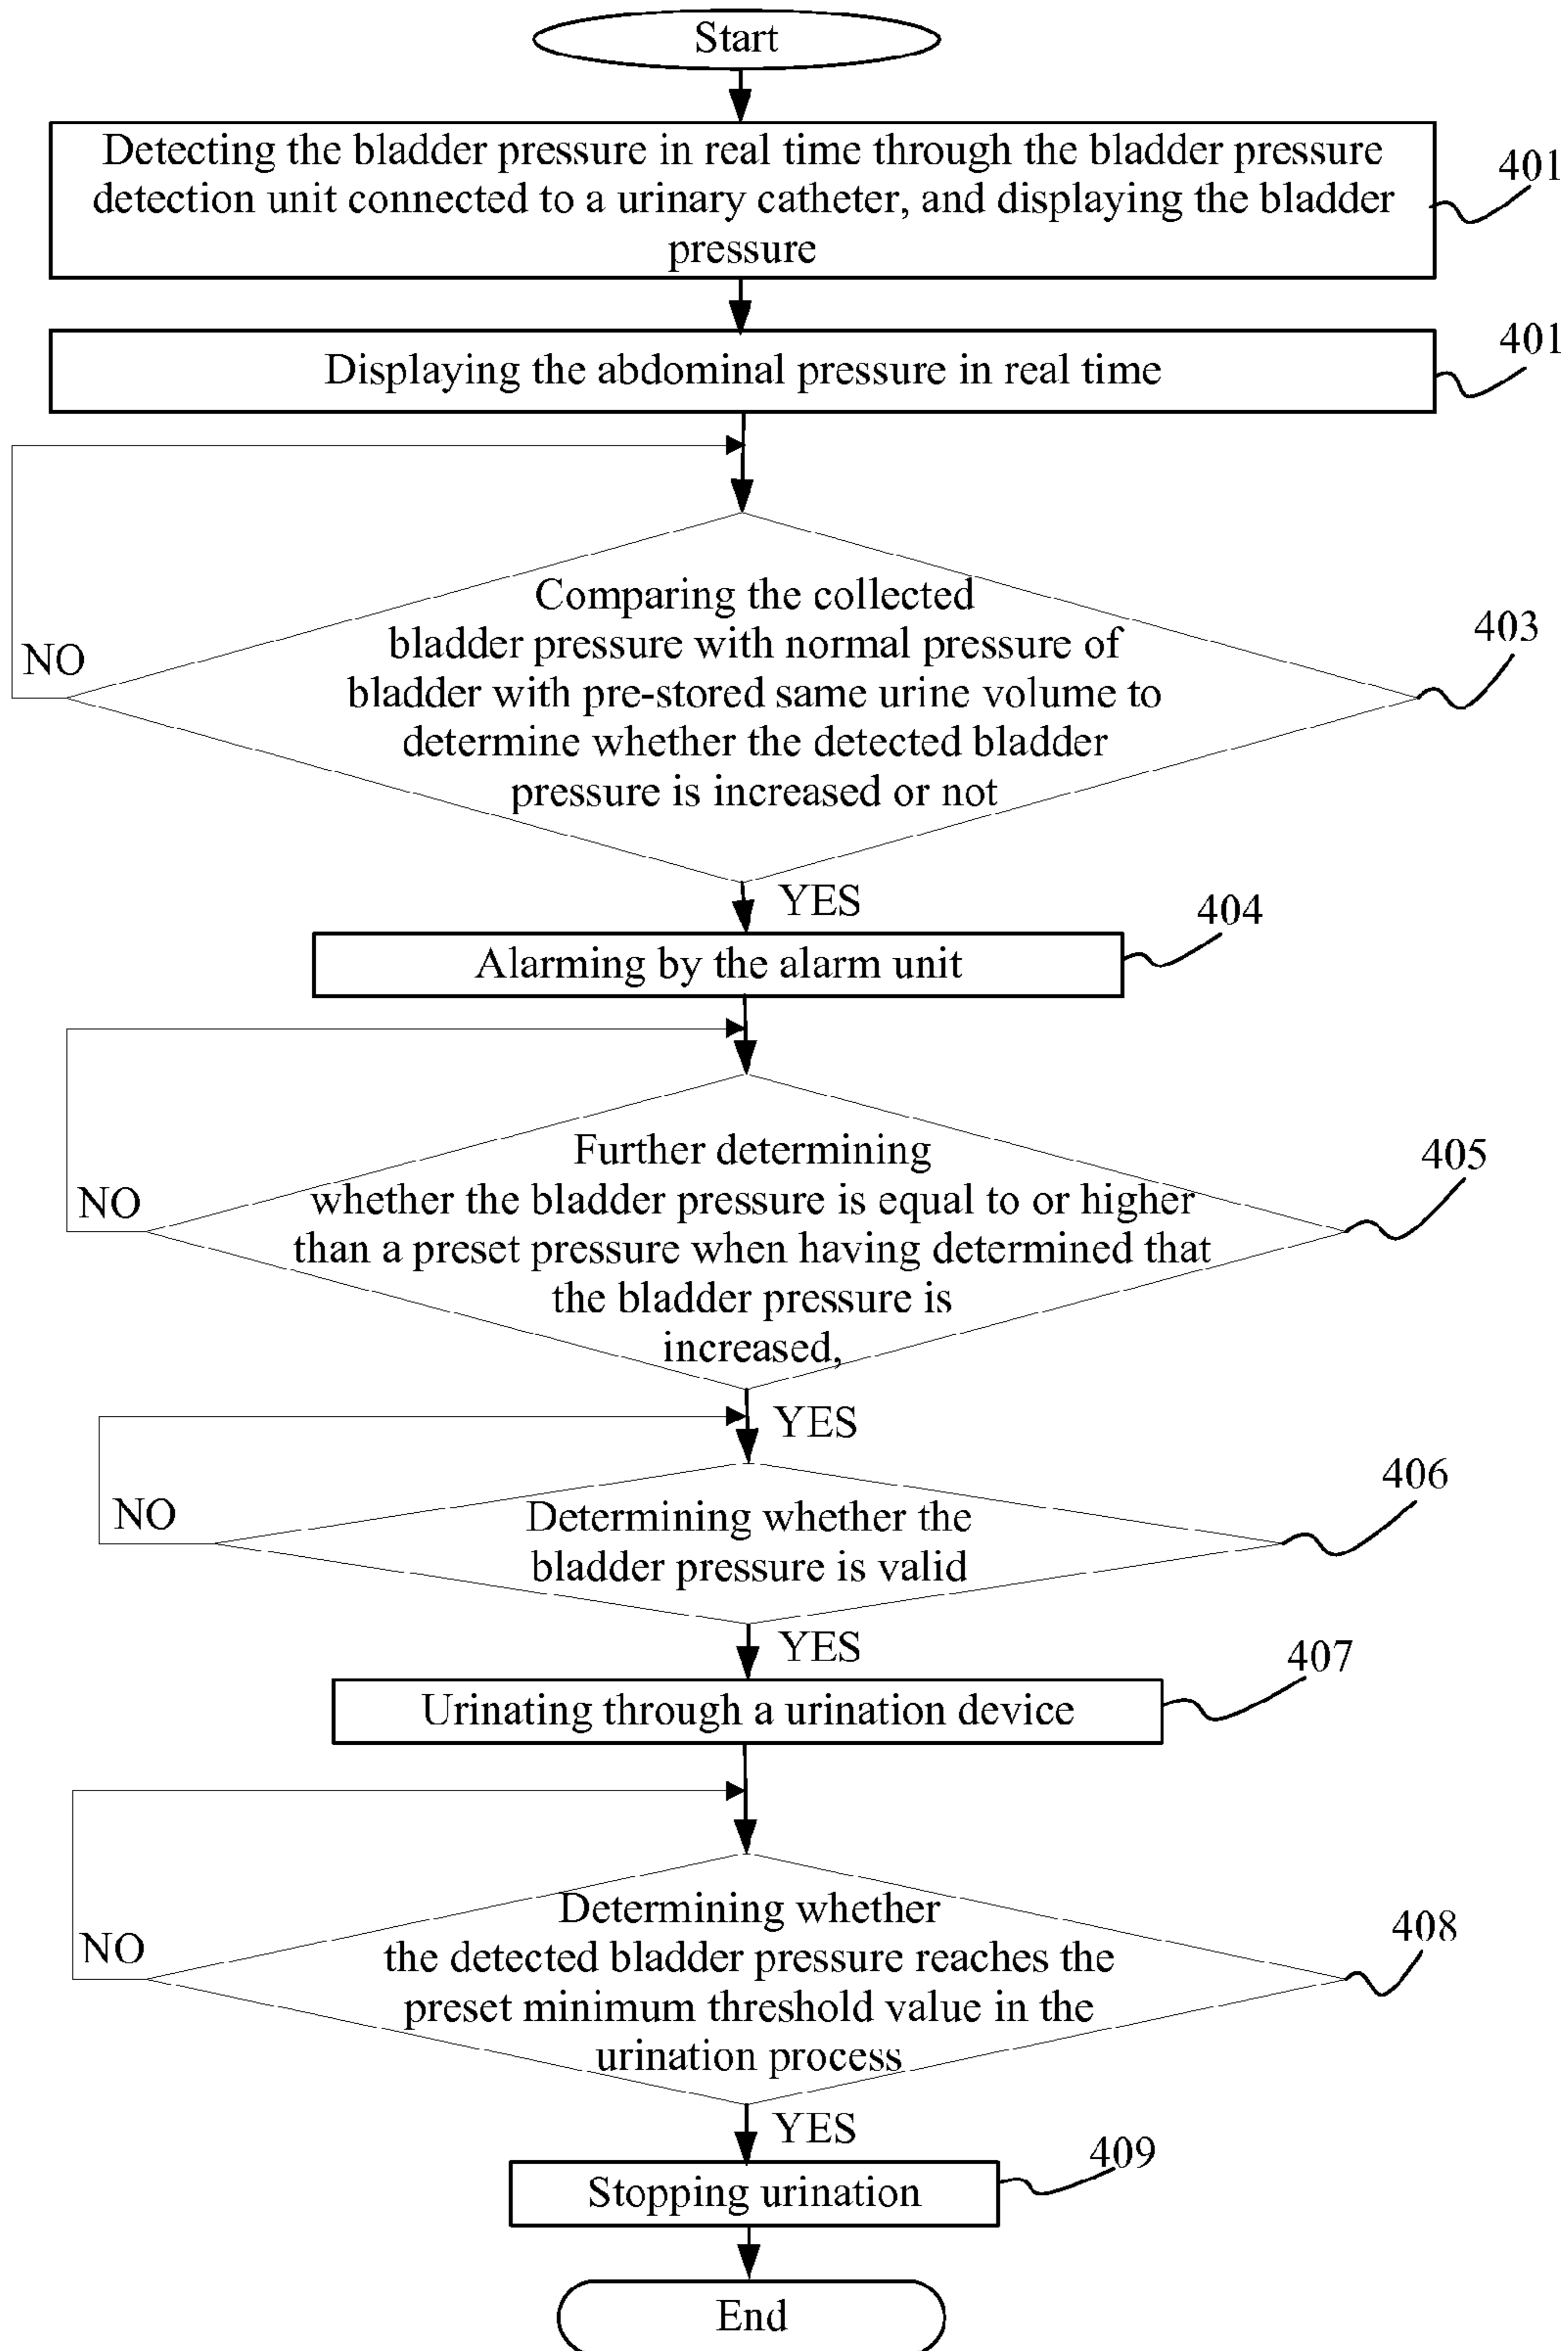 Start
Detecting the bladder pressure in real time through the bladder pressure
detection unit connected to a urinary catheter, and displaying the bladder
pressure
401
Displaying the abdominal pressure in real time
401
Comparing the collected
bladder pressure with normal pressure of
bladder with pre-stored same urine volume to
determine whether the detected bladder
pressure is increased or not
403
NO
YES
Alarming by the alarm unit
404
Further determining
whether the bladder pressure is equal to or higher
than a preset pressure when having determined that
the bladder pressure is
increased,
405
NO
YES
Determining whether the
bladder pressure is valid
406
NO
YES
Urinating through a urination device
407
Determining whether
the detected bladder pressure reaches the
preset minimum threshold value in the
urination process
408
NO
YES
Stopping urination
409
End